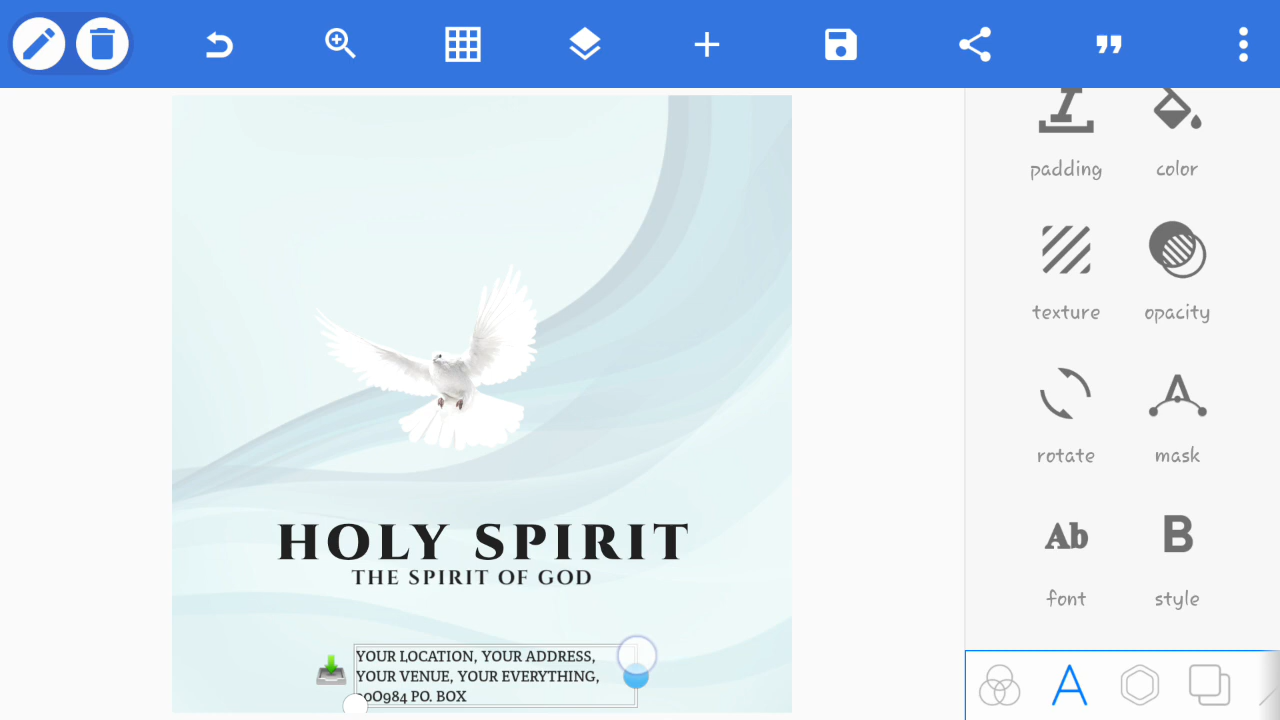 padding
color
texture
opacity
rotate
mask
Ab
B
font
style
HOLY SPIRIT
THE SPIRIT OF GOD
YOUR LOCATION, YOUR ADDRESS,
YOUR VENUE, YOUR EVERYTHING,
PO. BOX